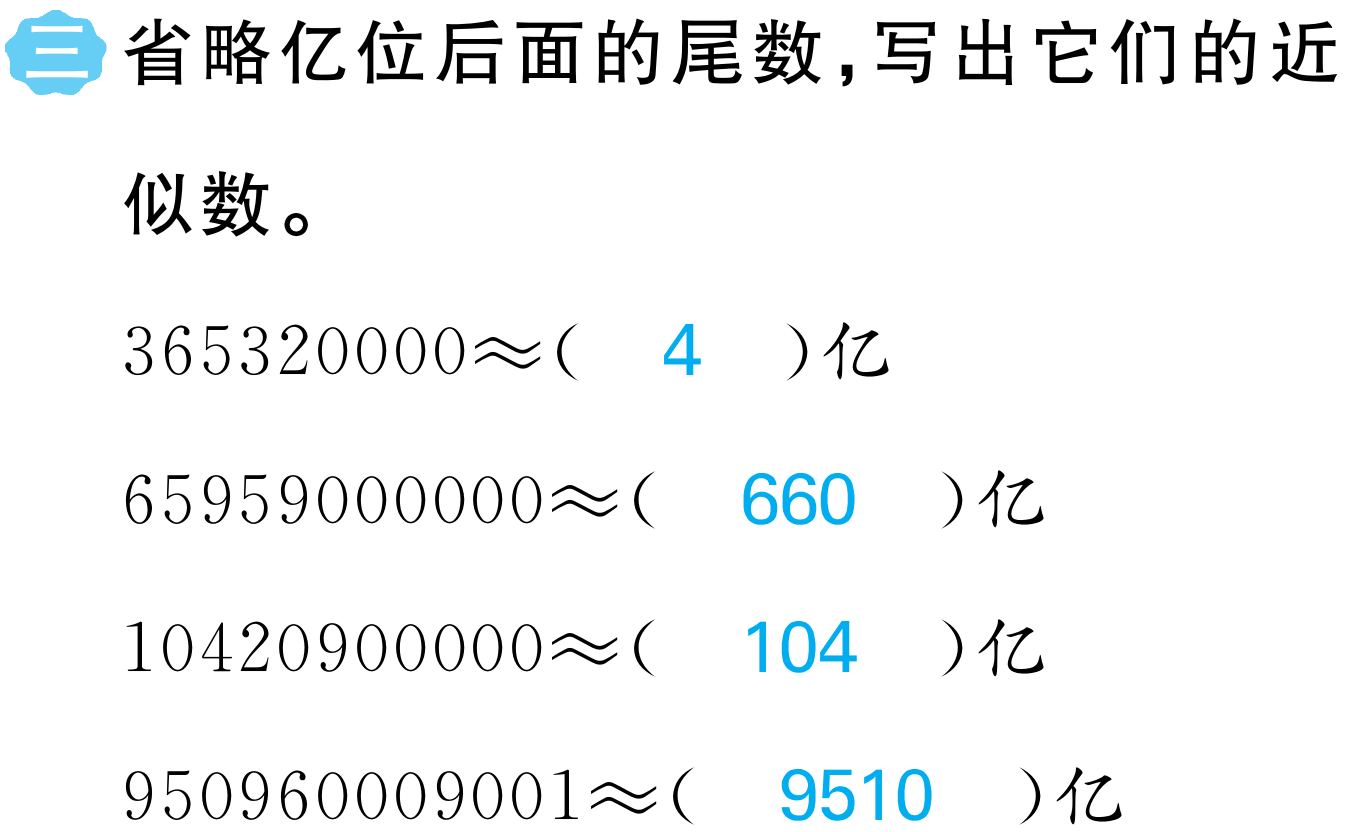 三 省略亿位后面的尾数,写出它们的近
似数。
365320000≈( 4 )亿
65959000000≈( 660 )亿
10420900000≈( 104 )亿
950960009001≈( 9510 )亿